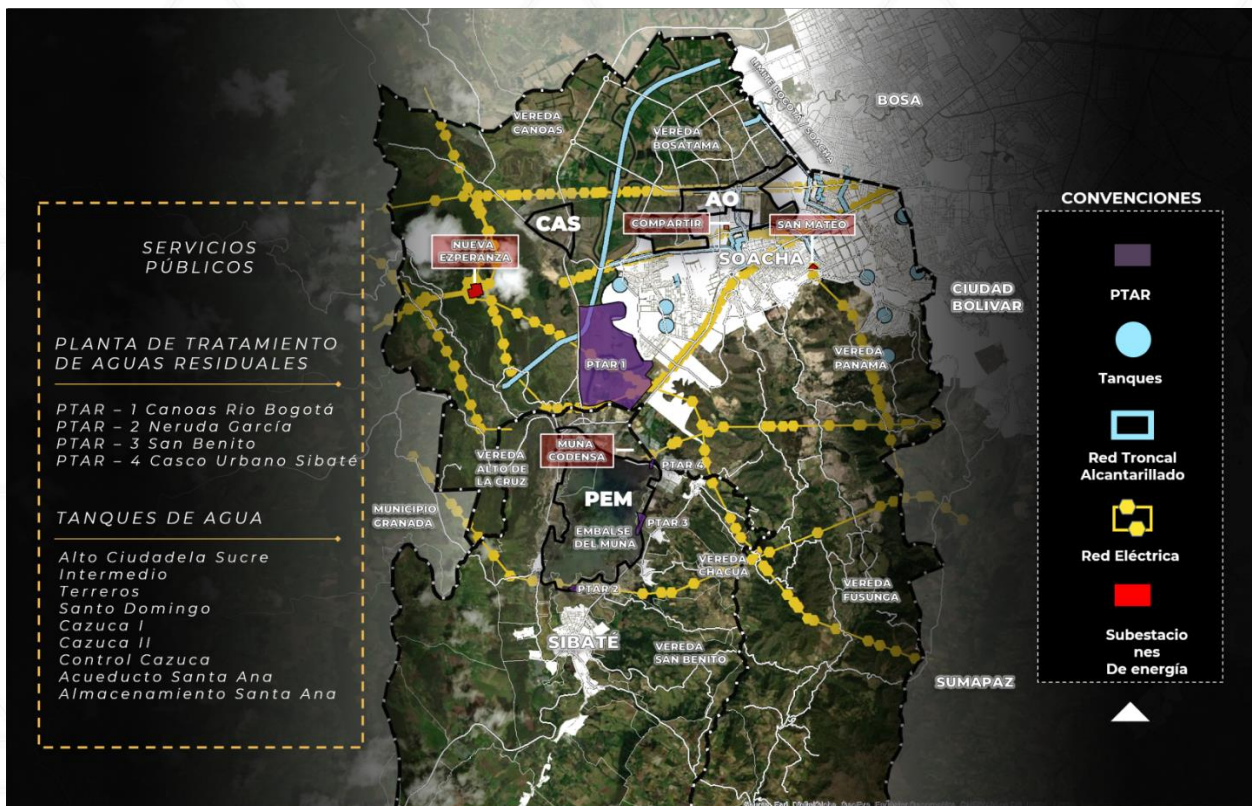 SERVICIOS
PÚBLICOS
PLANTA DE TRATAMIENTO
DE AGUAS RESIDUALES
PTAR – 1 Canoas Rio Bogotá
PTAR – 2 Neruda García
PTAR – 3 San Benito
PTAR – 4 Casco Urbano Sibaté
TANQUES DE AGUA
Alto Ciudadela Sucre
Intermedio
Terreros
Santo Domingo
Cazuca I
Cazuca II
Control Cazuca
Acueducto Santa Ana
Almacenamiento Santa Ana
VEREDA
CANOAS
VEREDA
BOSATAMA
LIMITE BOGOTÁ / SOACHA
BOSA
CAS
AO
COMPARTIR
SAN MATEO
NUEVA
EZPERANZA
SOACHA
CIUDAD
BOLIVAR
PTAR 1
VEREDA
PANAMA
VEREDA
ALTO DE
LA CRUZ
MUNA
CODENSA
PTAR 4
PEM
MUNICIPIO
GRANADA
EMBALSE
DEL MUNA
PTAR 3
VEREDA
CHACUA
VEREDA
FUSUNGA
PTAR 2
SIBATÉ
VEREDA
SAN BENITO
SUMAPAZ
CONVENCIONES
PTAR
Tanques
Red Troncal
Alcantarillado
Red Eléctrica
Subestacio
nes
De energía